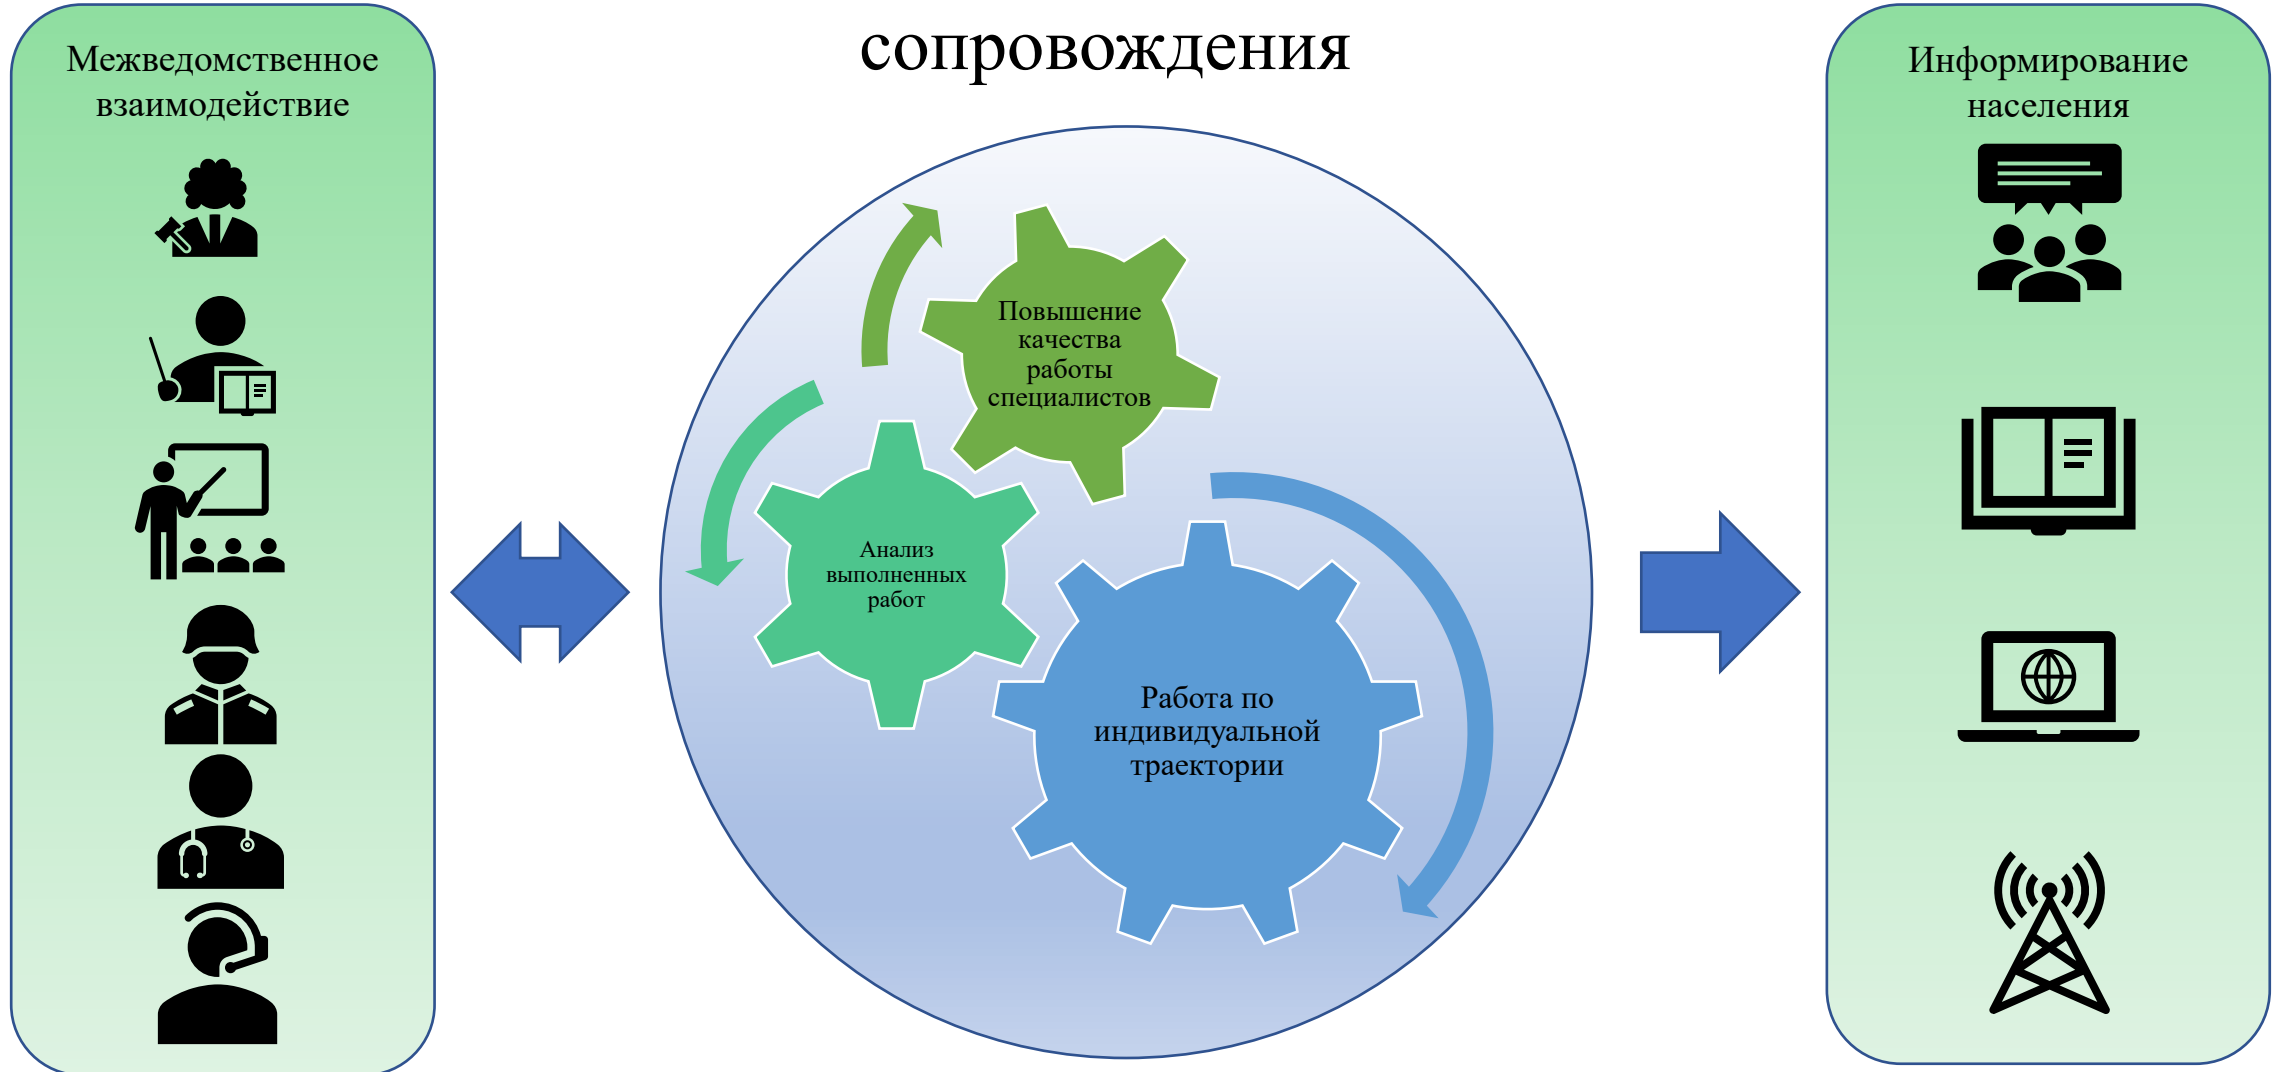 сопровождения
Межведомственное
взаимодействие
Повышение
качества
работы
специалистов
Анализ
выполненных
работ
Работа по
индивидуальной
траектории
Информирование
населения